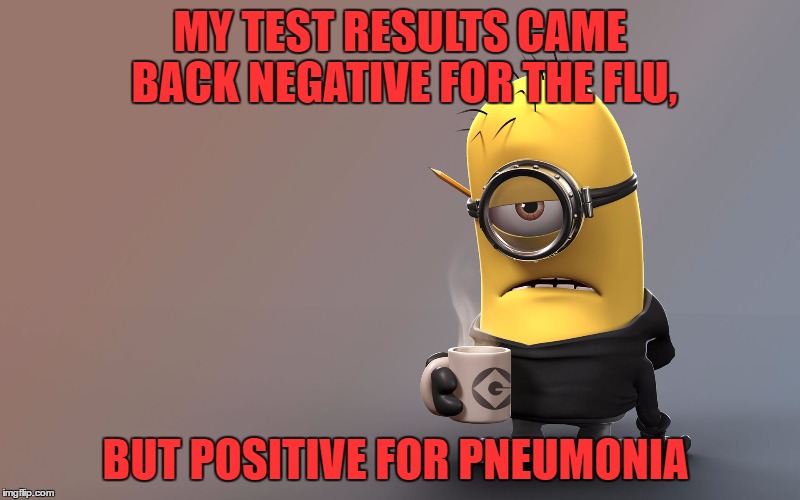 MY TEST RESULTS CAME
BACK NEGATIVE FOR THE FLU,
G
BUT POSITIVE FOR PNEUMONIA
imgflip.com